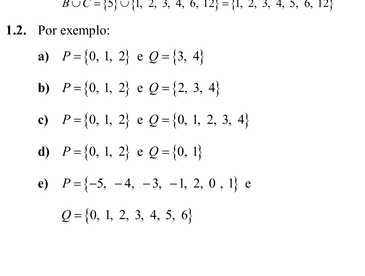 B∪C={5}∪{1, 2, 3, 4, 6, 12}={1, 2, 3, 4, 5, 6, 12}
1.2. Por exemplo:
a) P={0, 1, 2} e Q={3, 4}
b) P={0, 1, 2} e Q={2, 3, 4}
c) P={0, 1, 2} e Q={0, 1, 2, 3, 4}
d) P={0, 1, 2} e Q={0, 1}
e) P={−5, −4, −3, −1, 2, 0 , 1} e
Q={0, 1, 2, 3, 4, 5, 6}